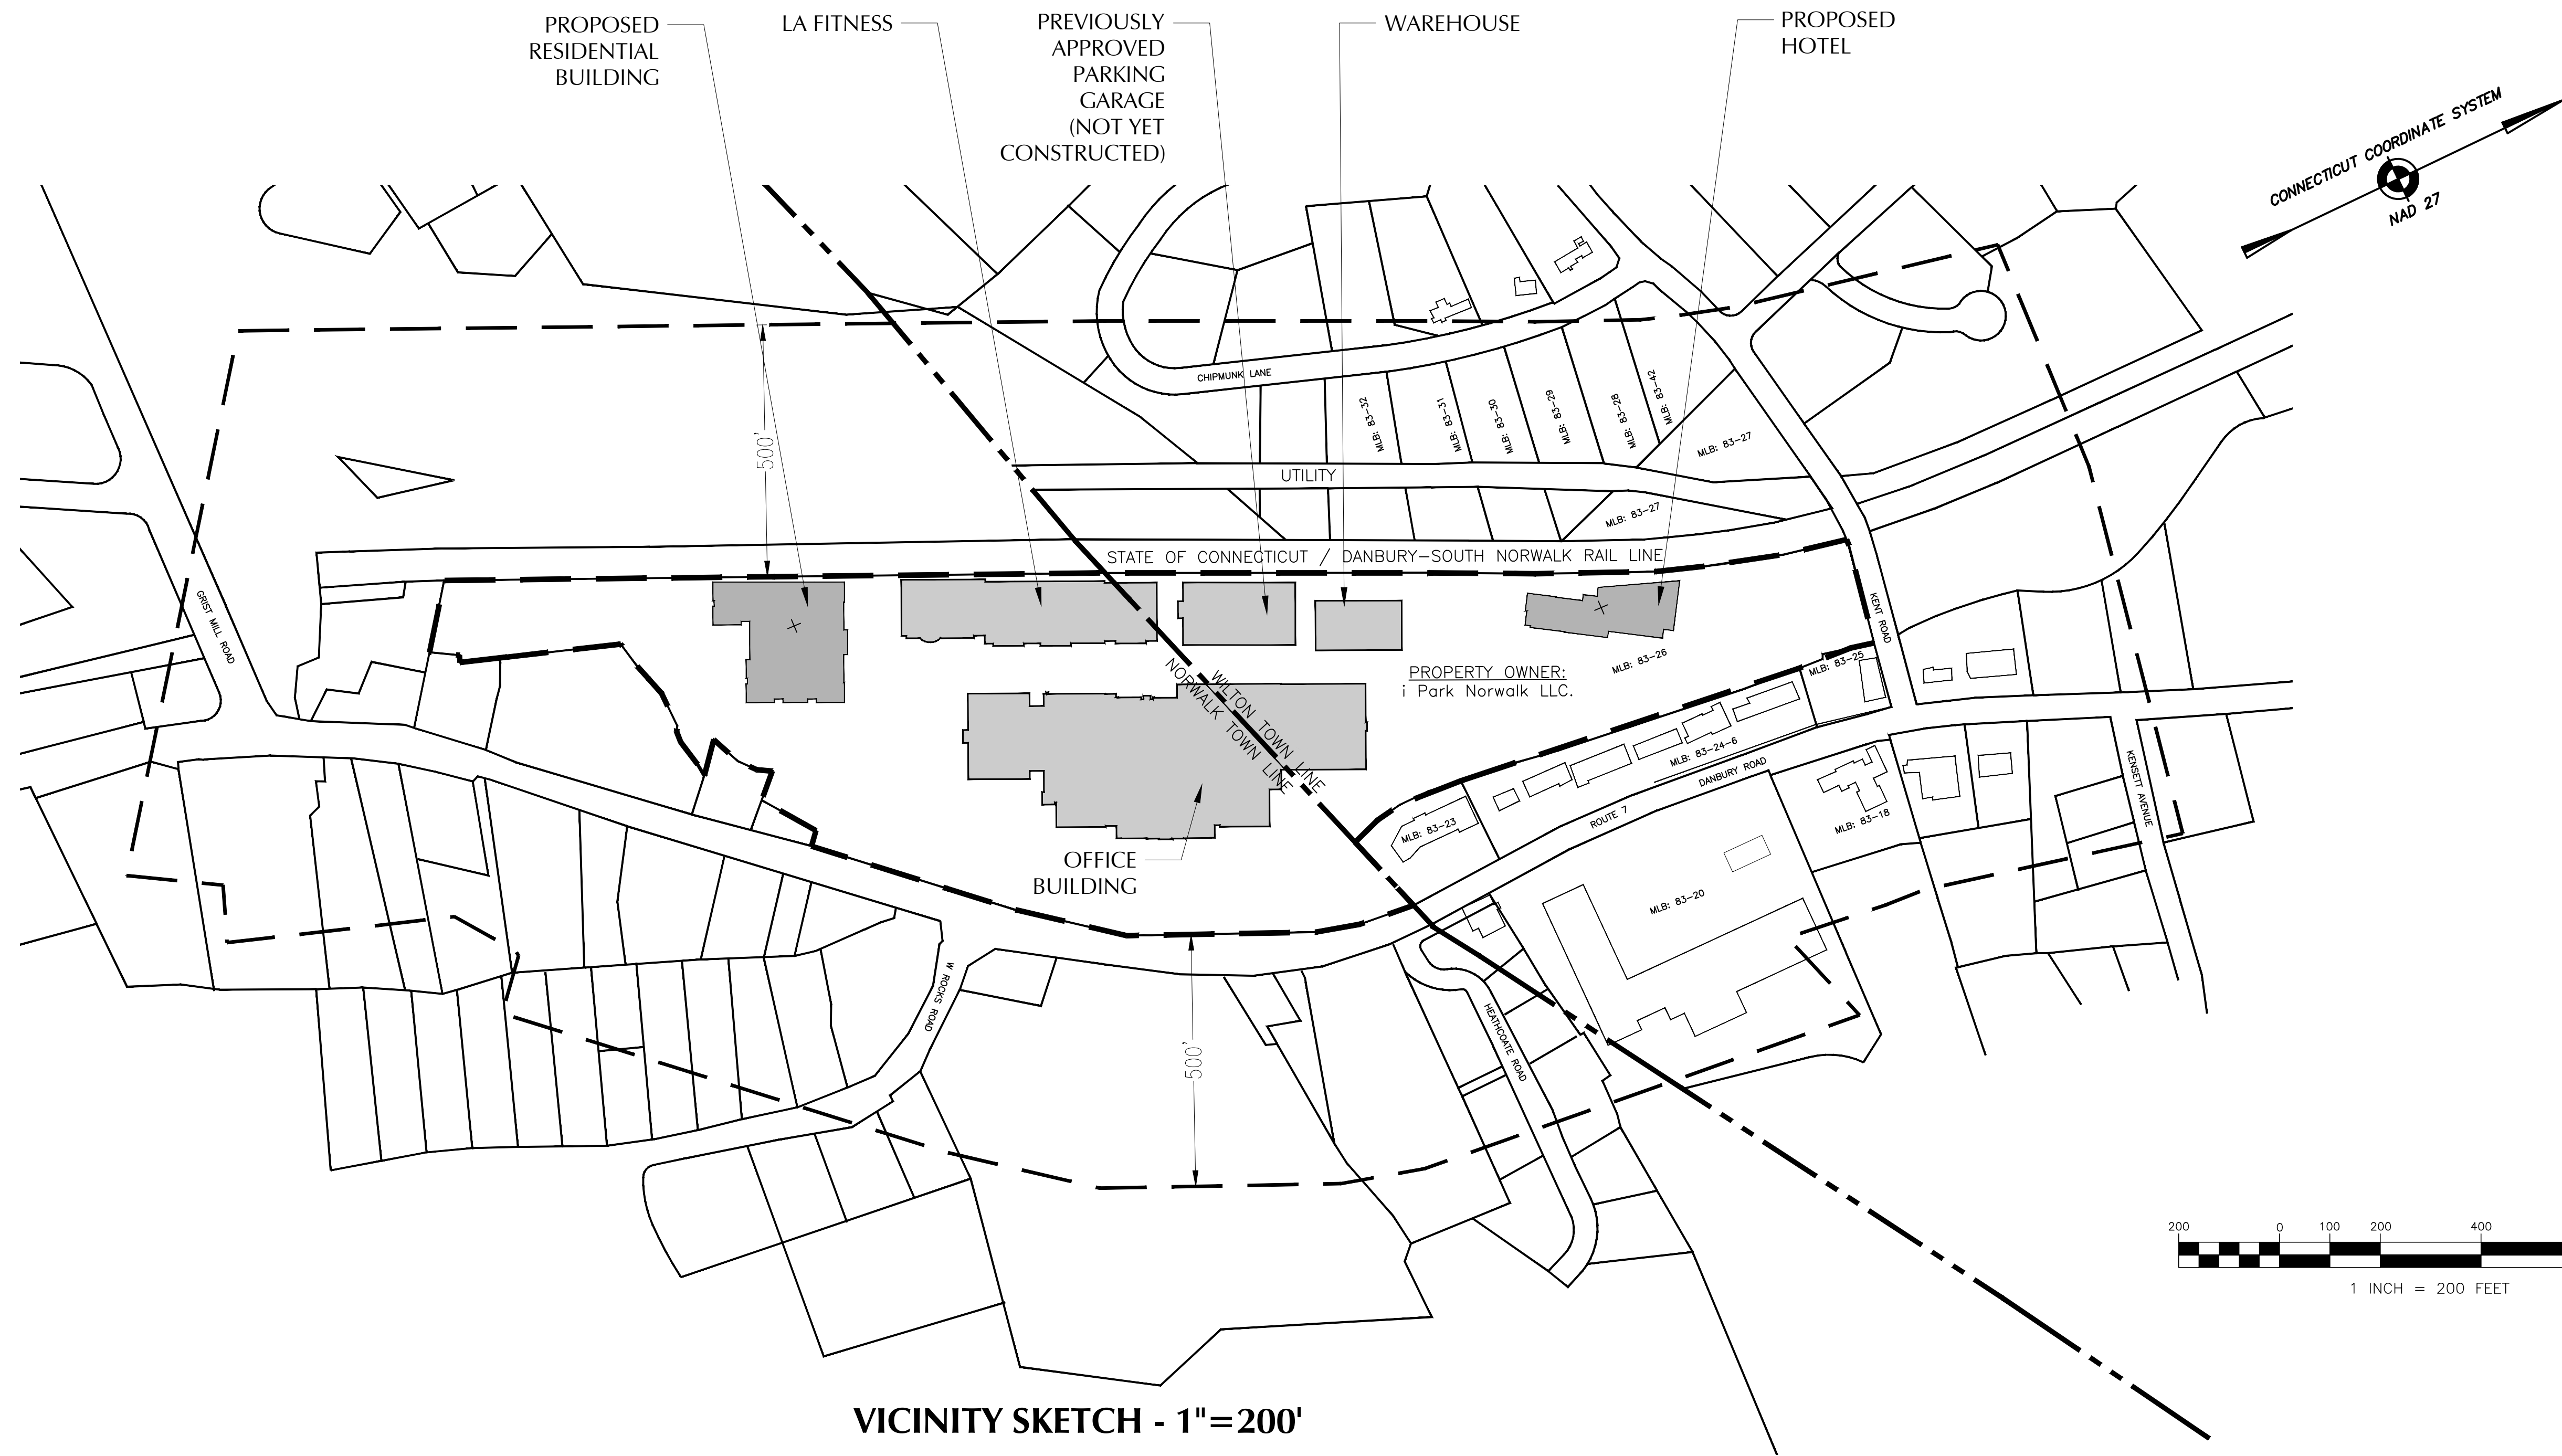 PROPOSED
RESIDENTIAL
BUILDING
LA FITNESS
PREVIOUSLY
APPROVED
PARKING
GARAGE
(NOT YET
CONSTRUCTED)
WAREHOUSE
PROPOSED
HOTEL
CONNECTICUT COORDINATE SYSTEM
NAD 27
CHIPMUNK LANE
MLB: 83-32
MLB: 83-31
MLB: 83-30
MLB: 83-29
MLB: 83-28
MLB: 83-42
MLB: 83-27
500'
UTILITY
MLB: 83-27
STATE OF CONNECTICUT / DANBURY-SOUTH NORWALK RAIL LINE
GRIST MILL ROAD
KENT ROAD
WILTON TOWN LINE
NORWALK TOWN LINE
PROPERTY OWNER:
i Park Norwalk LLC.
MLB: 83-26
MLB: 83-25
MLB: 83-24-6
DANBURY ROAD
ROUTE 7
MLB: 83-23
MLB: 83-18
KENSETT AVENUE
OFFICE
BUILDING
MLB: 83-20
W ROCKS ROAD
HEATHCOATE ROAD
500'
200 0 100 200 400
1 INCH = 200 FEET
VICINITY SKETCH - 1"=200'